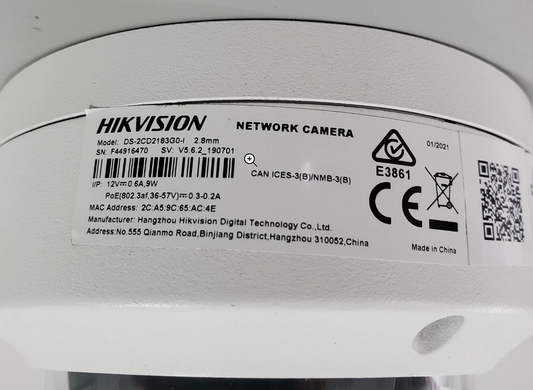 HIKVISION NETWORK CAMERA
Model: DS-2CD2183G0-I 2.8mm
SN: F44916470 SV: V5.6.2_190701
CAN ICES-3(B)/NMB-3(B)
I/P: 12V⎓0.6A,9W
PoE(802.3af,36-57V)⎓0.3-0.2A
MAC Address: 2C:A5:9C:65:AC:4E
Manufacturer: Hangzhou Hikvision Digital Technology Co.,Ltd.
Address:No 555 Qianmo Road,Binjiang District,Hangzhou 310052,China
E3861
CE
01/2021
Made in China